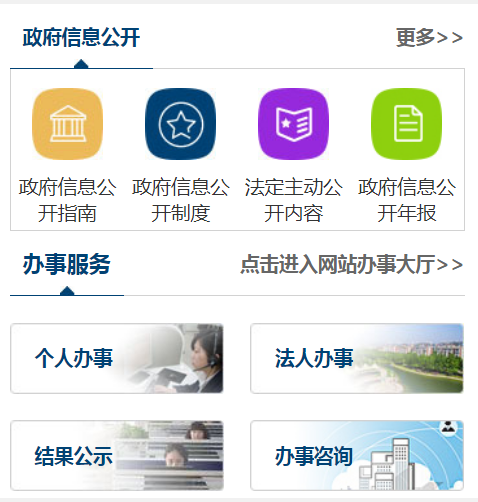 政府信息公开 更多>>
政府信息公 政府信息公 法定主动公 政府信息公
开指南 开制度 开内容 开年报
办事服务 点击进入网站办事大厅>>
个人办事 法人办事
结果公示 办事咨询